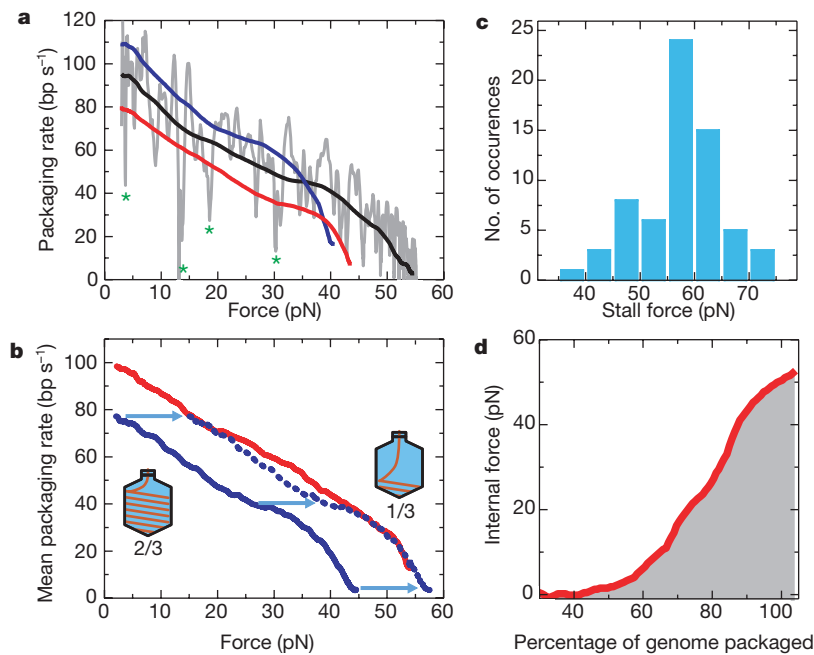 a
Packaging rate (bp s⁻¹)
120
100
80
60
40
20
0
*
*
*
*
0 10 20 30 40 50 60
Force (pN)
c
No. of occurences
25
20
15
10
5
0
40 50 60 70
Stall force (pN)
b
Mean packaging rate (bp s⁻¹)
100
80
60
40
20
0
2/3
1/3
0 10 20 30 40 50 60
Force (pN)
d
Internal force (pN)
60
40
20
0
40 60 80 100
Percentage of genome packaged